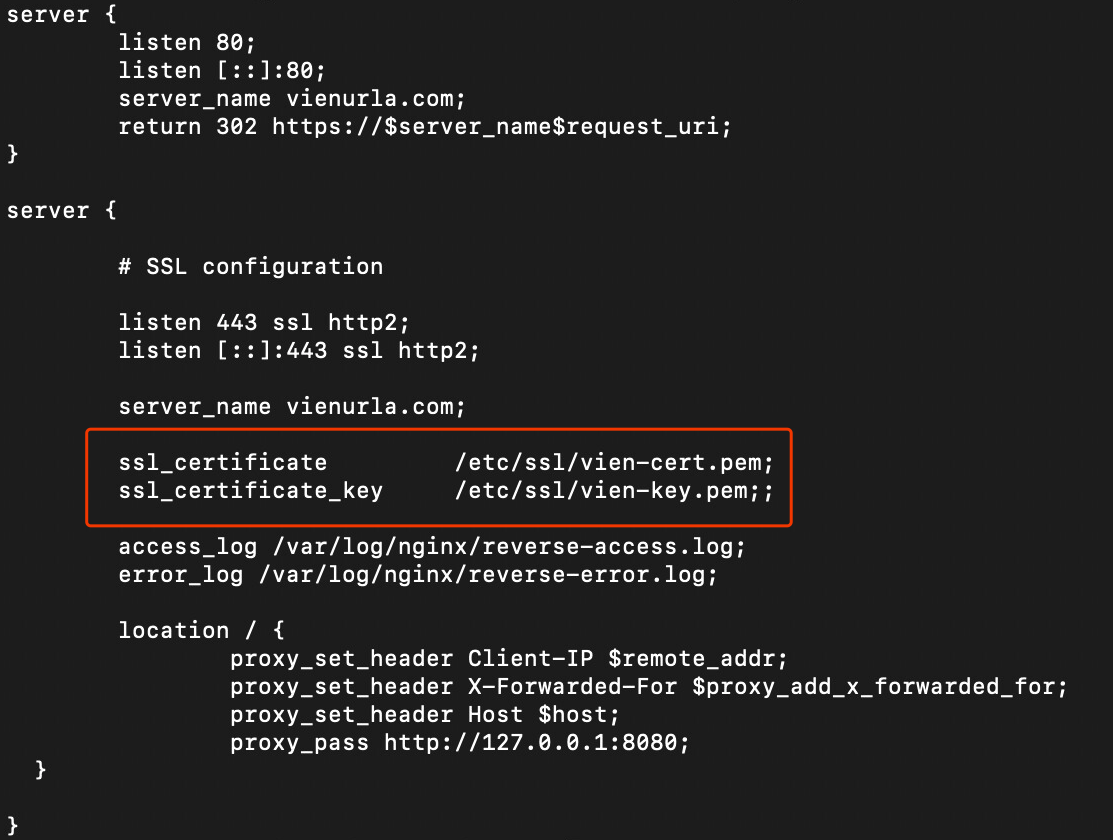 server {
        listen 80;
        listen [::]:80;
        server_name vienurla.com;
        return 302 https://$server_name$request_uri;
}
server {
        # SSL configuration
        listen 443 ssl http2;
        listen [::]:443 ssl http2;
        server_name vienurla.com;
        ssl_certificate         /etc/ssl/vien-cert.pem;
        ssl_certificate_key     /etc/ssl/vien-key.pem;;
        access_log /var/log/nginx/reverse-access.log;
        error_log /var/log/nginx/reverse-error.log;
        location / {
                proxy_set_header Client-IP $remote_addr;
                proxy_set_header X-Forwarded-For $proxy_add_x_forwarded_for;
                proxy_set_header Host $host;
                proxy_pass http://127.0.0.1:8080;
  }
}